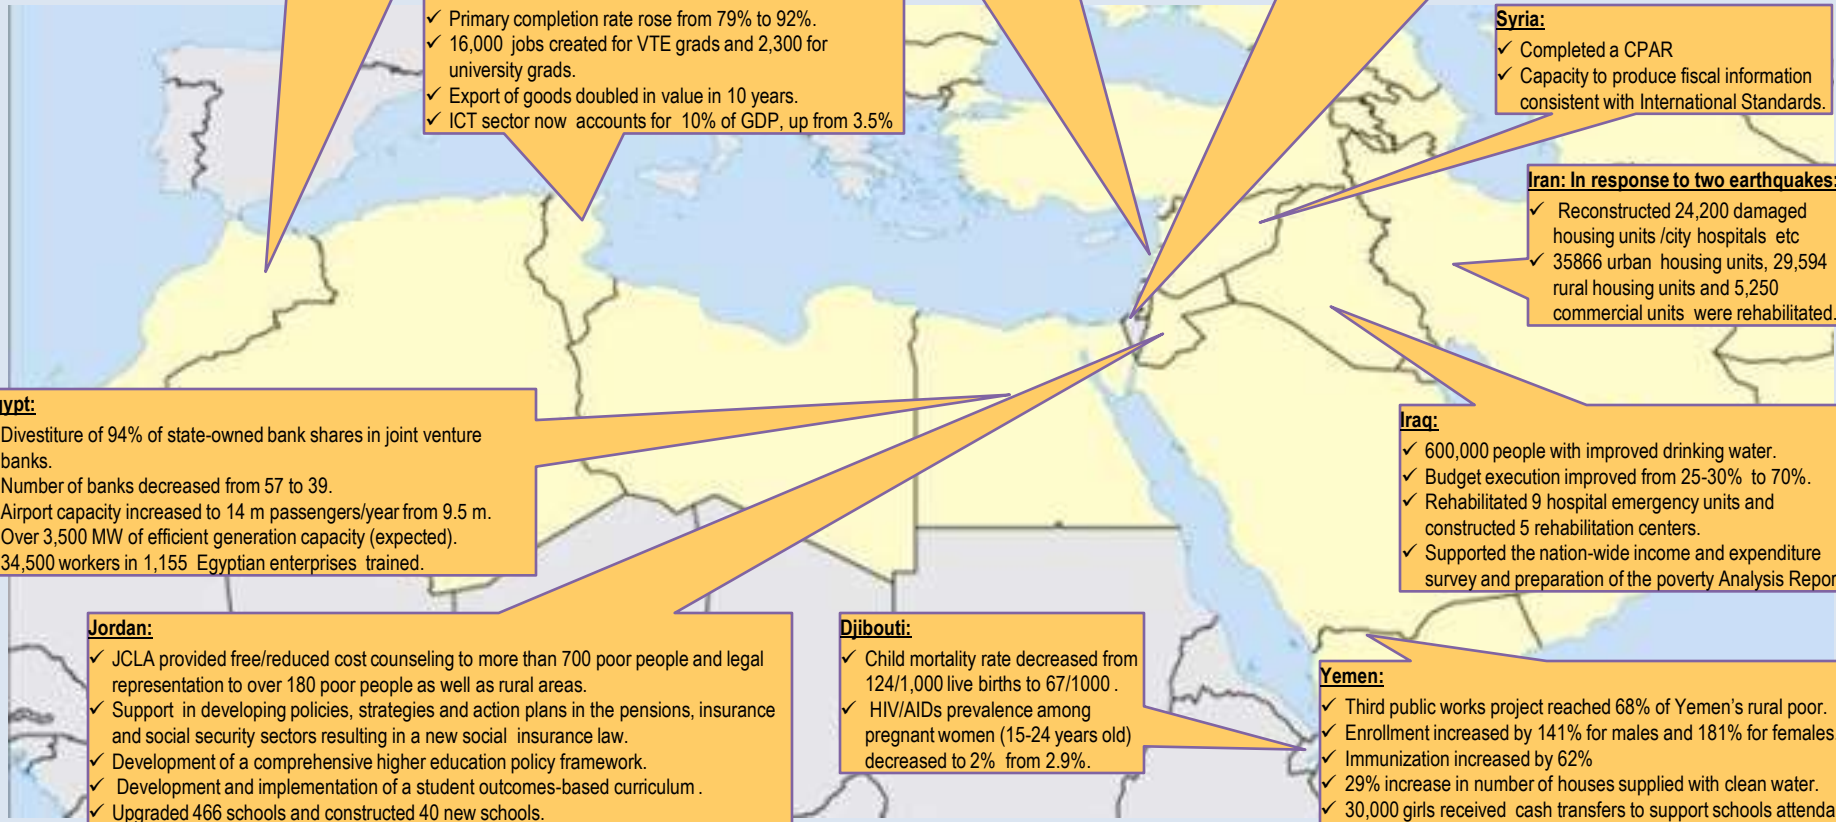 ✓ Primary completion rate rose from 79% to 92%.
✓ 16,000 jobs created for VTE grads and 2,300 for
university grads.
✓ Export of goods doubled in value in 10 years.
✓ ICT sector now accounts for 10% of GDP, up from 3.5%
Syria:
✓ Completed a CPAR
✓ Capacity to produce fiscal information
consistent with International Standards.
Iran: In response to two earthquakes:
✓ Reconstructed 24,200 damaged
housing units /city hospitals etc
✓ 35866 urban housing units, 29,594
rural housing units and 5,250
commercial units were rehabilitated.
gypt:
Divestiture of 94% of state-owned bank shares in joint venture
banks.
Number of banks decreased from 57 to 39.
Airport capacity increased to 14 m passengers/year from 9.5 m.
Over 3,500 MW of efficient generation capacity (expected).
34,500 workers in 1,155 Egyptian enterprises trained.
Iraq:
✓ 600,000 people with improved drinking water.
✓ Budget execution improved from 25-30% to 70%.
✓ Rehabilitated 9 hospital emergency units and
constructed 5 rehabilitation centers.
✓ Supported the nation-wide income and expenditure
survey and preparation of the poverty Analysis Repor
Jordan:
✓ JCLA provided free/reduced cost counseling to more than 700 poor people and legal
representation to over 180 poor people as well as rural areas.
✓ Support in developing policies, strategies and action plans in the pensions, insurance
and social security sectors resulting in a new social insurance law.
✓ Development of a comprehensive higher education policy framework.
✓ Development and implementation of a student outcomes-based curriculum .
✓ Upgraded 466 schools and constructed 40 new schools.
Djibouti:
✓ Child mortality rate decreased from
124/1,000 live births to 67/1000 .
✓ HIV/AIDs prevalence among
pregnant women (15-24 years old)
decreased to 2% from 2.9%.
Yemen:
✓ Third public works project reached 68% of Yemen's rural poor.
✓ Enrollment increased by 141% for males and 181% for females
✓ Immunization increased by 62%
✓ 29% increase in number of houses supplied with clean water.
✓ 30,000 girls received cash transfers to support schools attenda